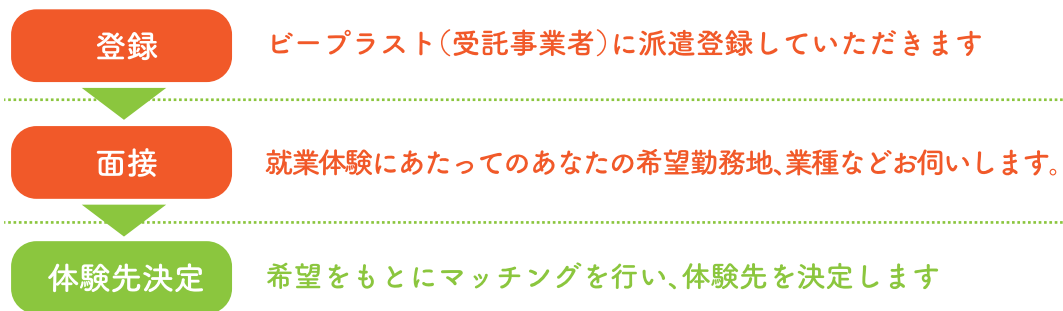 登録
ビープラスト(受託事業者)に派遣登録していただきます
面接
就業体験にあたってのあなたの希望勤務地、業種などお伺いします。
体験先決定
希望をもとにマッチングを行い、体験先を決定します